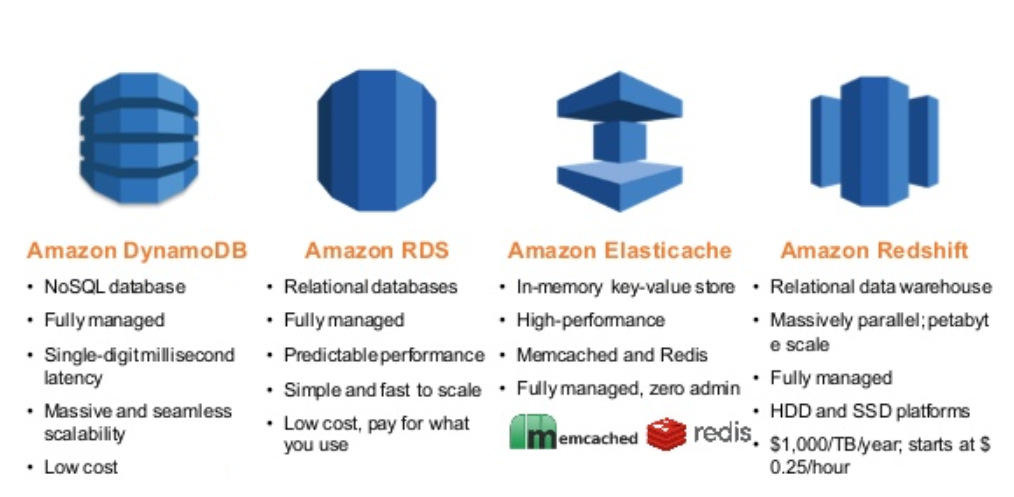 Amazon DynamoDB
• NoSQL database
• Fully managed
• Single-digit millisecond
latency
• Massive and seamless
scalability
• Low cost
Amazon RDS
• Relational databases
• Fully managed
• Predictable performance
• Simple and fast to scale
• Low cost, pay for what
you use
Amazon Elasticache
• In-memory key-value store
• High-performance
• Memcached and Redis
• Fully managed, zero admin
memcached
redis
Amazon Redshift
• Relational data warehouse
• Massively parallel; petabyt
e scale
• Fully managed
• HDD and SSD platforms
• $1,000/TB/year; starts at $
0.25/hour